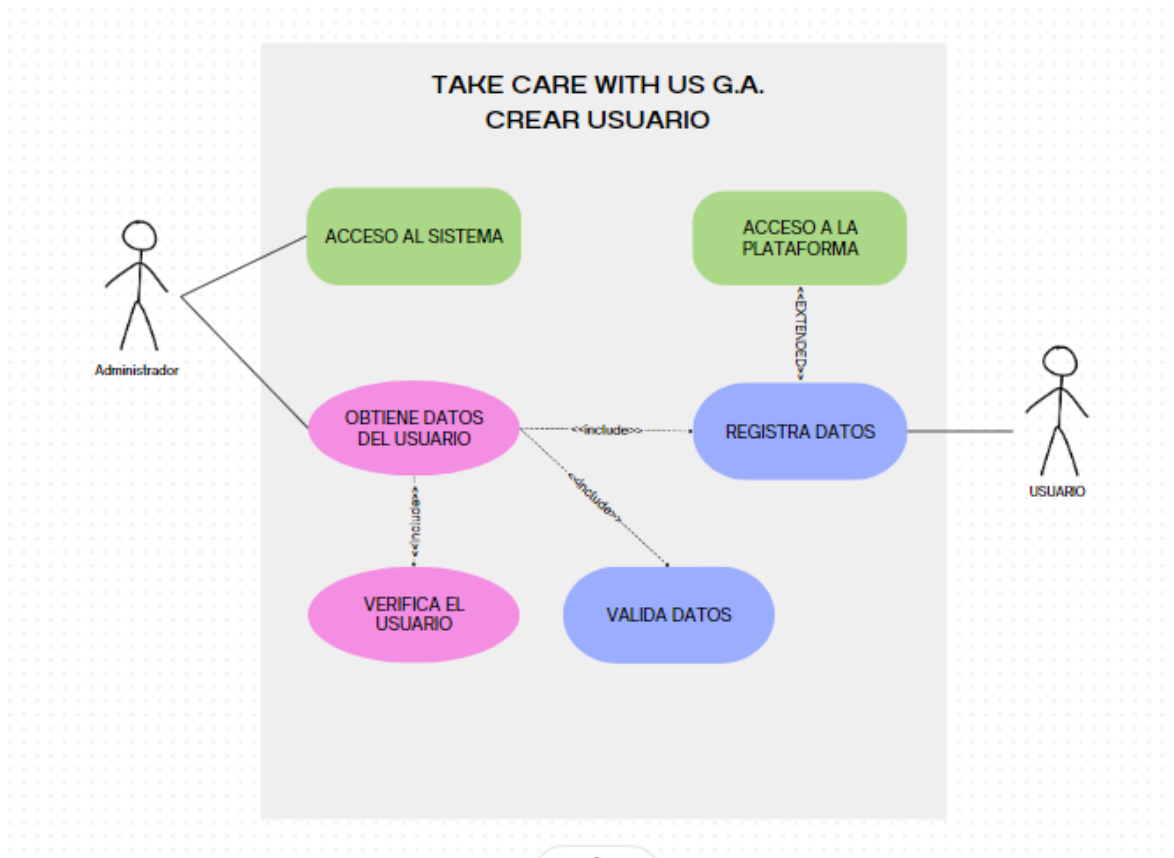 TAKE CARE WITH US G.A.
CREAR USUARIO
ACCESO AL SISTEMA
ACCESO A LA
PLATAFORMA
Administrador
<<EXTENDED>>
OBTIENE DATOS
DEL USUARIO
<<include>>
REGISTRA DATOS
USUARIO
<<include>>
<<include>>
VERIFICA EL
USUARIO
VALIDA DATOS